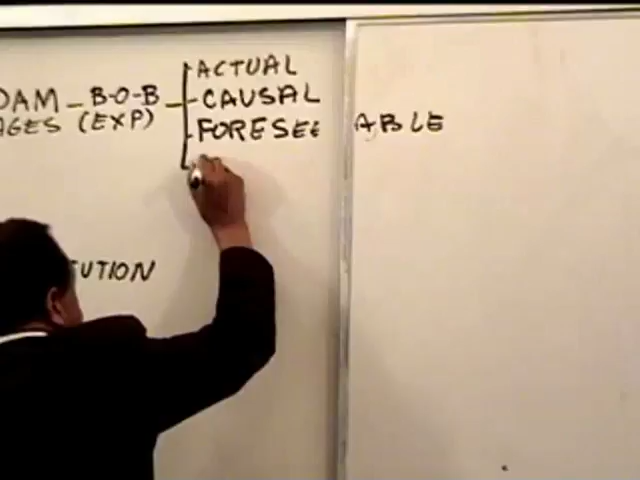 ACTUAL
DAM - B-O-B - CAUSAL
AGES (EXP) - FORESEEABLE
UTION